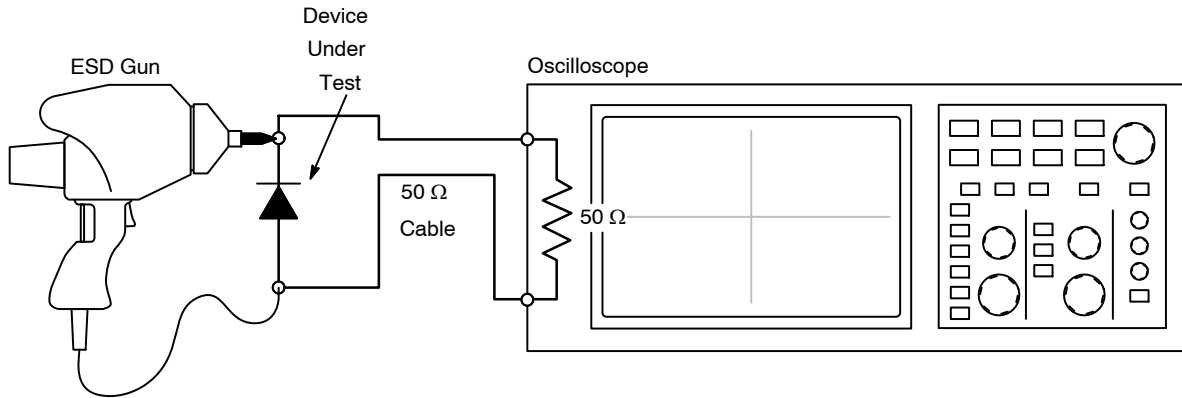 Device
Under
Test
ESD Gun
Oscilloscope
50 Ω
Cable
50 Ω